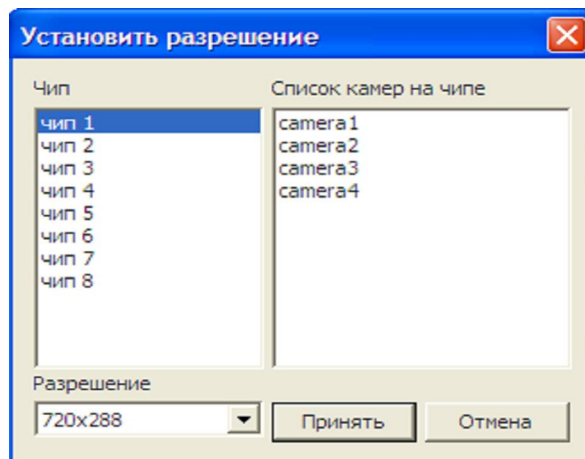 Установить разрешение
Чип
Список камер на чипе
чип 1
чип 2
чип 3
чип 4
чип 5
чип 6
чип 7
чип 8
camera1
camera2
camera3
camera4
Разрешение
720x288
Принять
Отмена